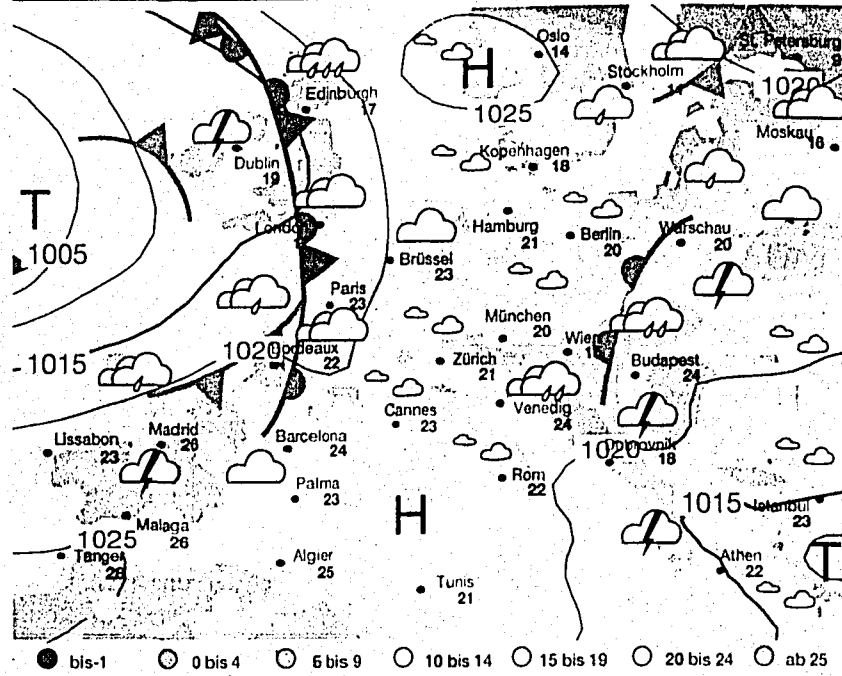 Oslo
14
H
St. Petersburg
9
Stockholm
1020
Edinburgh
17
1025
Moskau
16
Kopenhagen
18
Dublin
19
T
London
Hamburg
21
Berlin
20
Warschau
20
1005
Brüssel
23
Paris
23
München
20
Wien
1020
22
1015
Zürich
21
Budapest
24
Cannes
23
Venedig
24
Lissabon
23
Madrid
26
Barcelona
24
1020
Dubrovnik
18
Rom
22
Palma
23
H
1015
Istanbul
23
Malaga
26
1025
Tanger
28
Algier
25
Athen
22
T
Tunis
21
bis-1 0 bis 4 6 bis 9 10 bis 14 15 bis 19 20 bis 24 ab 25